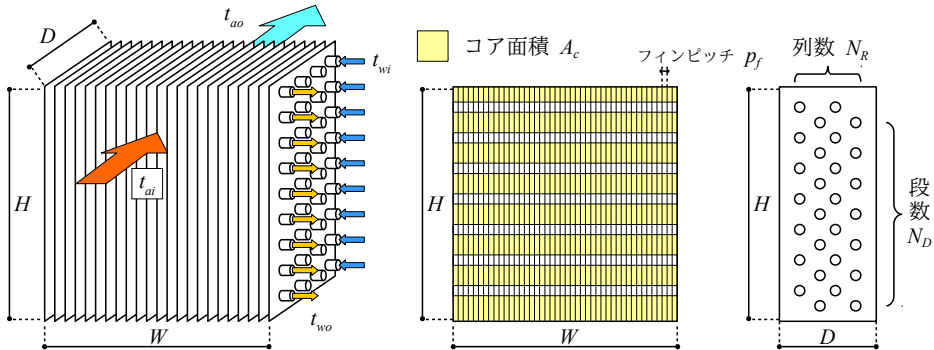 t_ao
D
t_wi
t_ai
H
W
t_wo
コア面積 A_c
フィンピッチ p_f
H
W
列数 N_R
H
段数 N_D
D